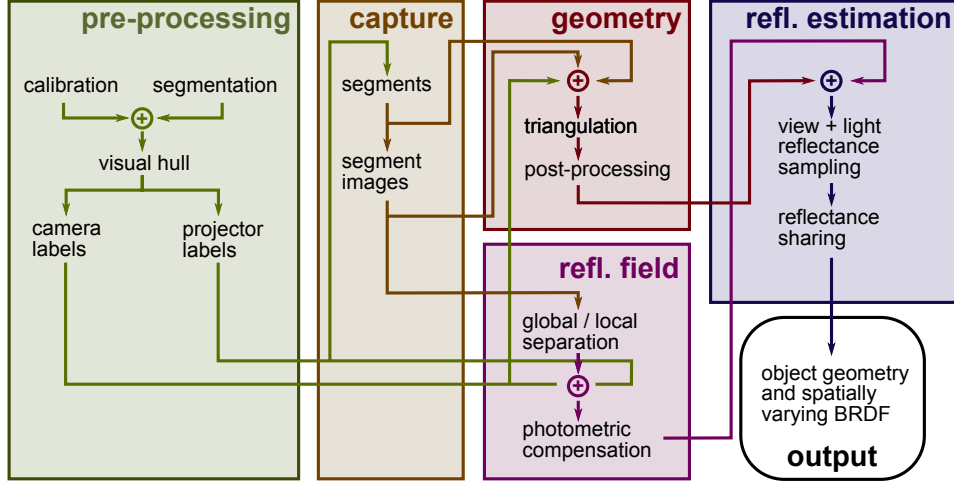 pre-processing
calibration
segmentation
+
visual hull
camera
labels
projector
labels
capture
segments
segment
images
geometry
+
triangulation
post-processing
refl. field
global / local
separation
+
photometric
compensation
refl. estimation
+
view + light
reflectance
sampling
reflectance
sharing
object geometry
and spatially
varying BRDF
output